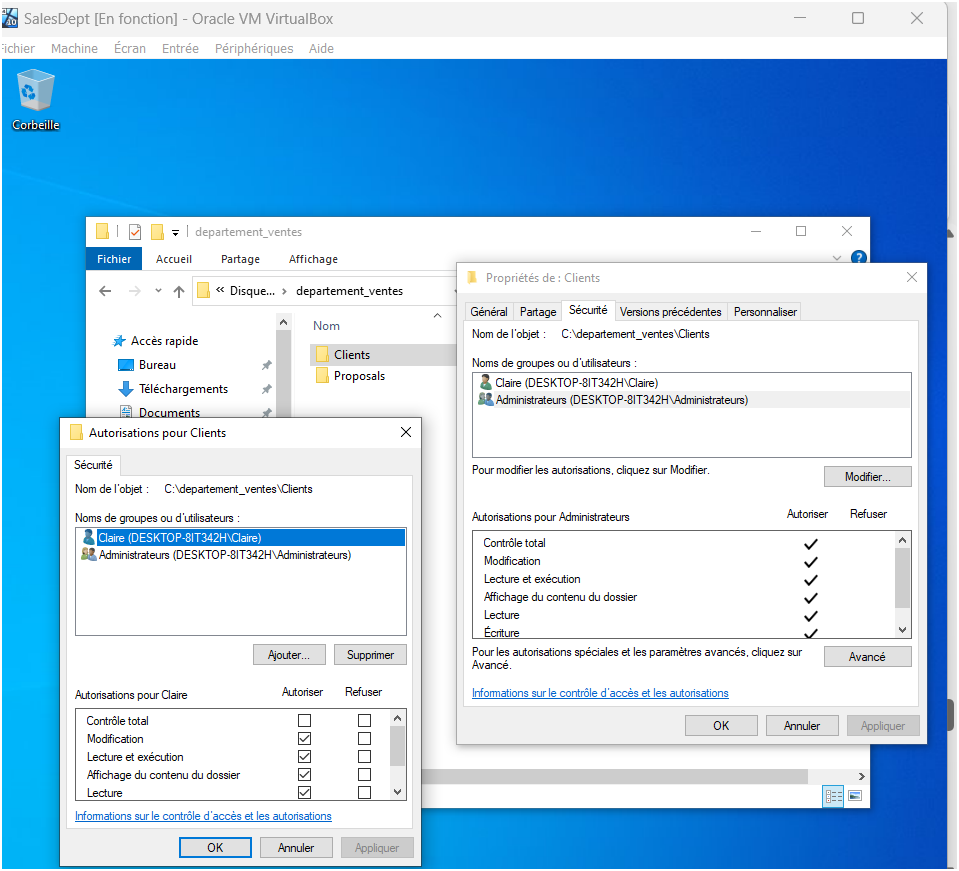 SalesDept [En fonction] - Oracle VM VirtualBox
Fichier Machine Écran Entrée Périphériques Aide
Corbeille
departement_ventes
Fichier Accueil Partage Affichage
« Disque... › departement_ventes
Nom
Accès rapide
Bureau
Téléchargements
Documents
Clients
Proposals
Propriétés de : Clients
Général Partage Sécurité Versions précédentes Personnaliser
Nom de l'objet : C:\departement_ventes\Clients
Noms de groupes ou d'utilisateurs :
Claire (DESKTOP-8IT342H\Claire)
Administrateurs (DESKTOP-8IT342H\Administrateurs)
Pour modifier les autorisations, cliquez sur Modifier.
Modifier...
Autorisations pour Administrateurs Autoriser Refuser
Contrôle total
Modification
Lecture et exécution
Affichage du contenu du dossier
Lecture
Écriture
Pour les autorisations spéciales et les paramètres avancés, cliquez sur
Avancé.
Avancé
Informations sur le contrôle d'accès et les autorisations
OK Annuler Appliquer
Autorisations pour Clients
Sécurité
Nom de l'objet : C:\departement_ventes\Clients
Noms de groupes ou d'utilisateurs :
Claire (DESKTOP-8IT342H\Claire)
Administrateurs (DESKTOP-8IT342H\Administrateurs)
Ajouter... Supprimer
Autorisations pour Claire Autoriser Refuser
Contrôle total
Modification
Lecture et exécution
Affichage du contenu du dossier
Lecture
Informations sur le contrôle d'accès et les autorisations
OK Annuler Appliquer